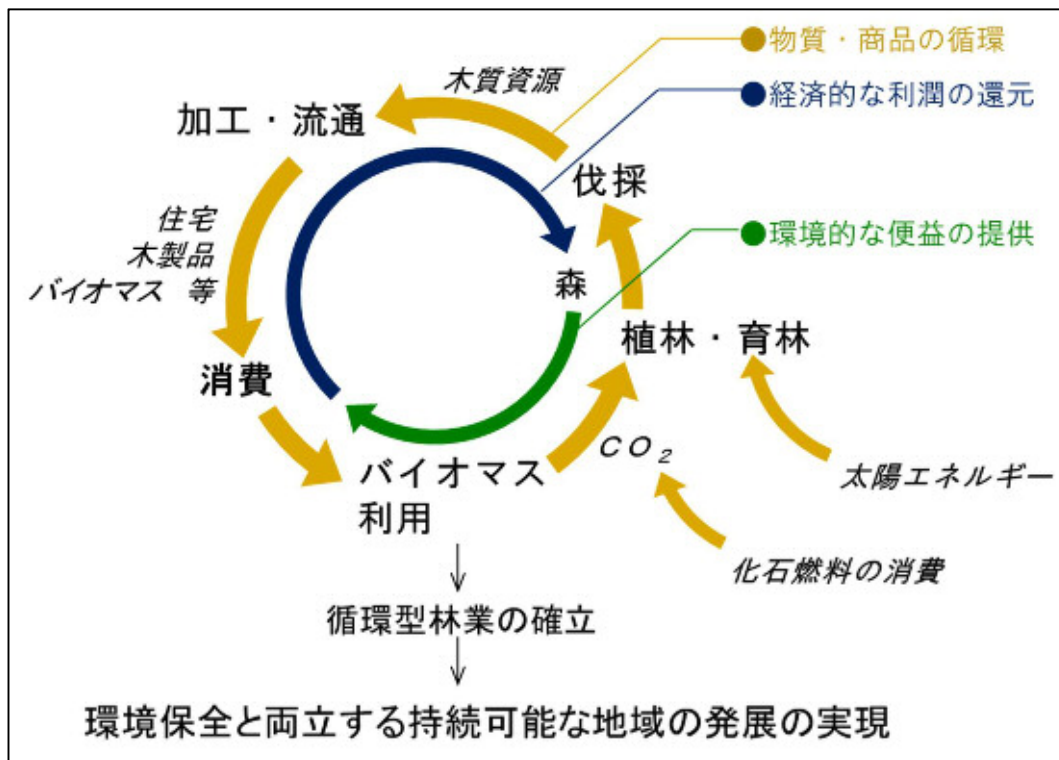 ●物質・商品の循環
木質資源
●経済的な利潤の還元
加工・流通
伐採
住宅
木製品
バイオマス 等
●環境的な便益の提供
森
植林・育林
消費
CO₂
バイオマス
利用
太陽エネルギー
化石燃料の消費
循環型林業の確立
環境保全と両立する持続可能な地域の発展の実現